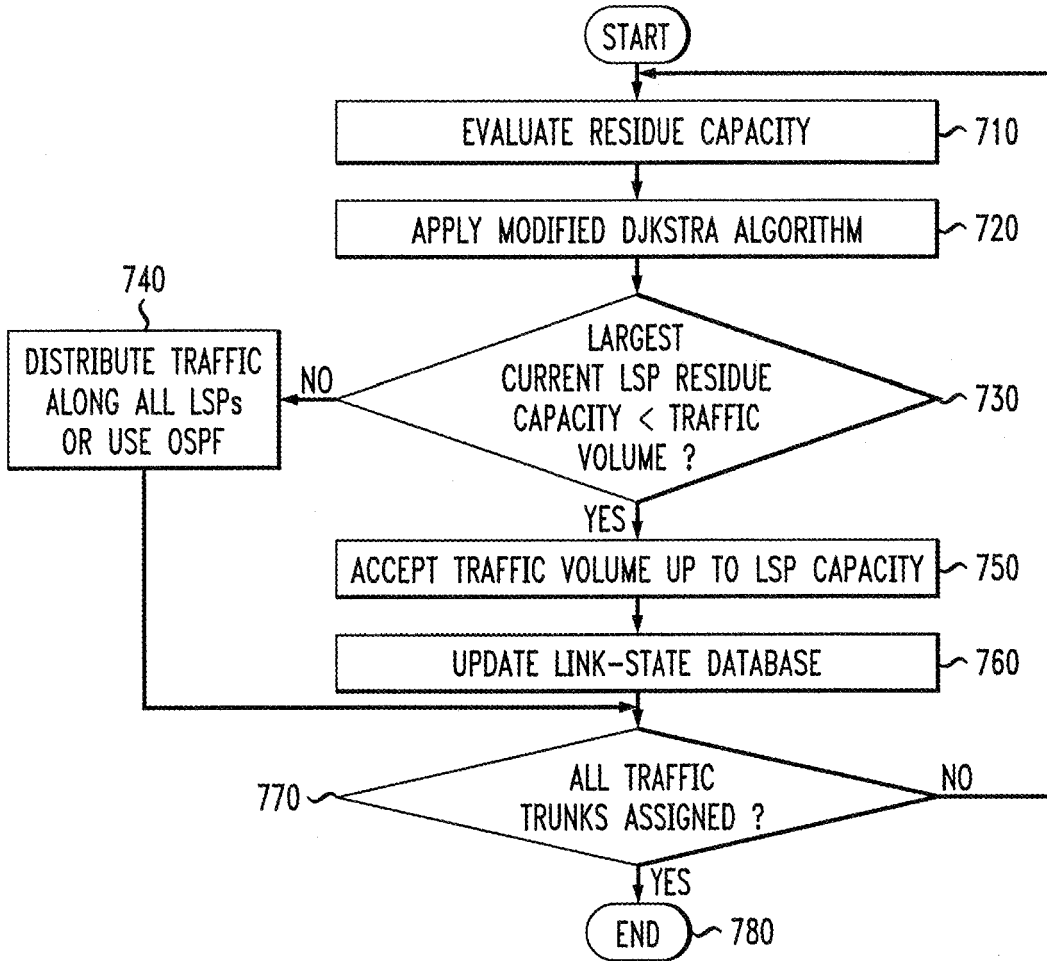 START
EVALUATE RESIDUE CAPACITY
710
APPLY MODIFIED DJKSTRA ALGORITHM
720
740
DISTRIBUTE TRAFFIC
ALONG ALL LSPs
OR USE OSPF
NO
LARGEST
CURRENT LSP RESIDUE
CAPACITY < TRAFFIC
VOLUME ?
730
YES
ACCEPT TRAFFIC VOLUME UP TO LSP CAPACITY
750
UPDATE LINK-STATE DATABASE
760
770
ALL TRAFFIC
TRUNKS ASSIGNED ?
NO
YES
END
780